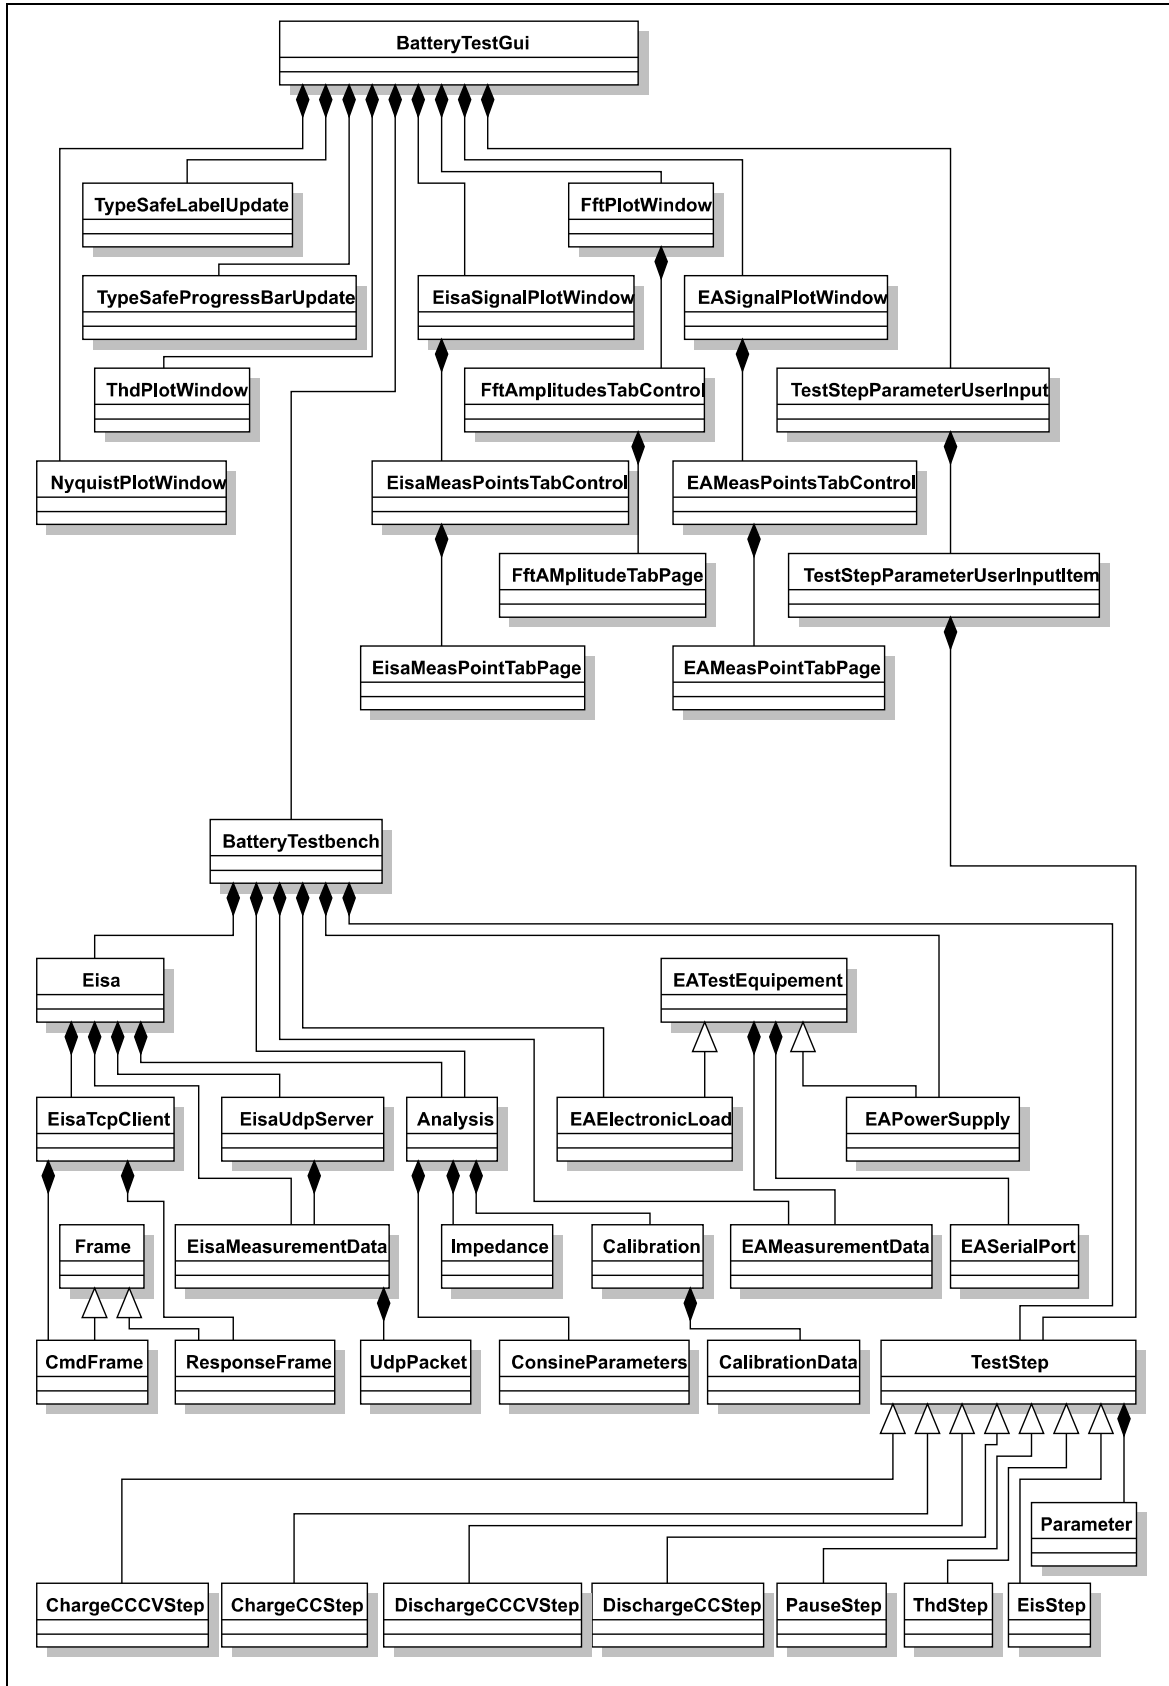 BatteryTestGui
TypeSafeLabelUpdate
FftPlotWindow
TypeSafeProgressBarUpdate
EisaSignalPlotWindow
EASignalPlotWindow
ThdPlotWindow
FftAmplitudesTabControl
TestStepParameterUserInput
NyquistPlotWindow
EisaMeasPointsTabControl
EAMeasPointsTabControl
FftAMplitudeTabPage
TestStepParameterUserInputItem
EisaMeasPointTabPage
EAMeasPointTabPage
BatteryTestbench
Eisa
EATestEquipement
EisaTcpClient
EisaUdpServer
Analysis
EAElectronicLoad
EAPowerSupply
Frame
EisaMeasurementData
Impedance
Calibration
EAMeasurementData
EASerialPort
CmdFrame
ResponseFrame
UdpPacket
ConsineParameters
CalibrationData
TestStep
Parameter
ChargeCCCVStep
ChargeCCStep
DischargeCCCVStep
DischargeCCStep
PauseStep
ThdStep
EisStep